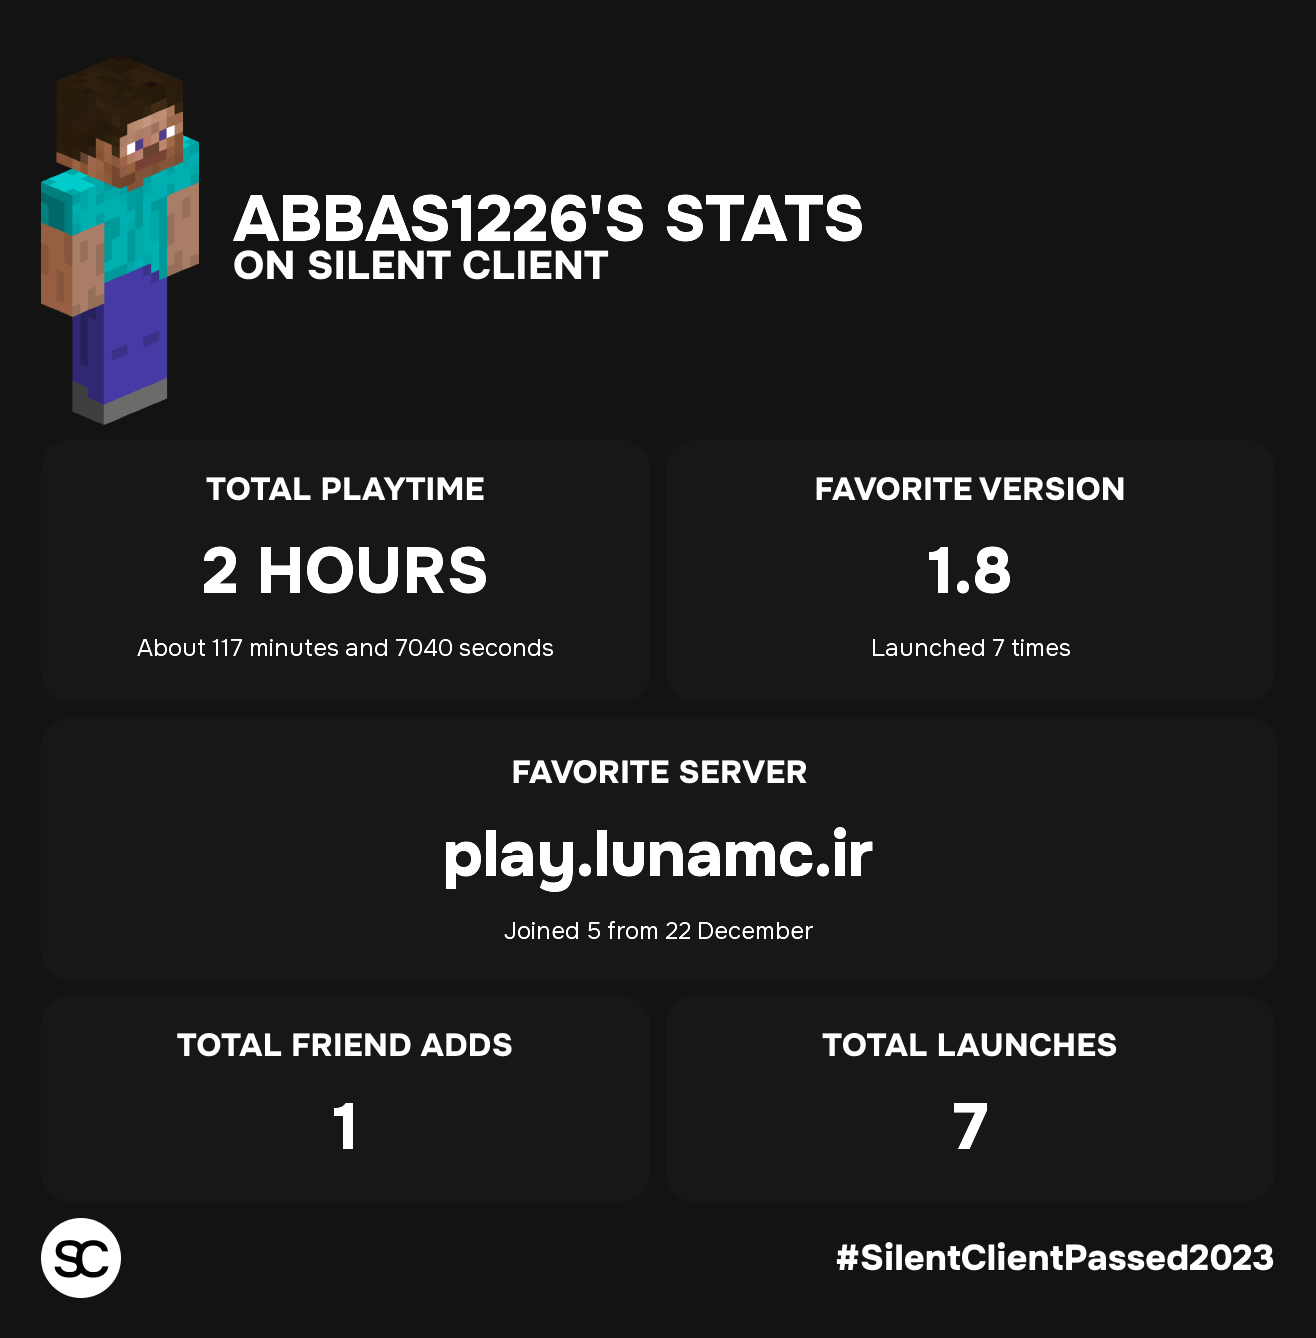 ABBAS1226'S STATS
ON SILENT CLIENT
TOTAL PLAYTIME
2 HOURS
About 117 minutes and 7040 seconds
FAVORITE VERSION
1.8
Launched 7 times
FAVORITE SERVER
play.lunamc.ir
Joined 5 from 22 December
TOTAL FRIEND ADDS
1
TOTAL LAUNCHES
7
SC
#SilentClientPassed2023